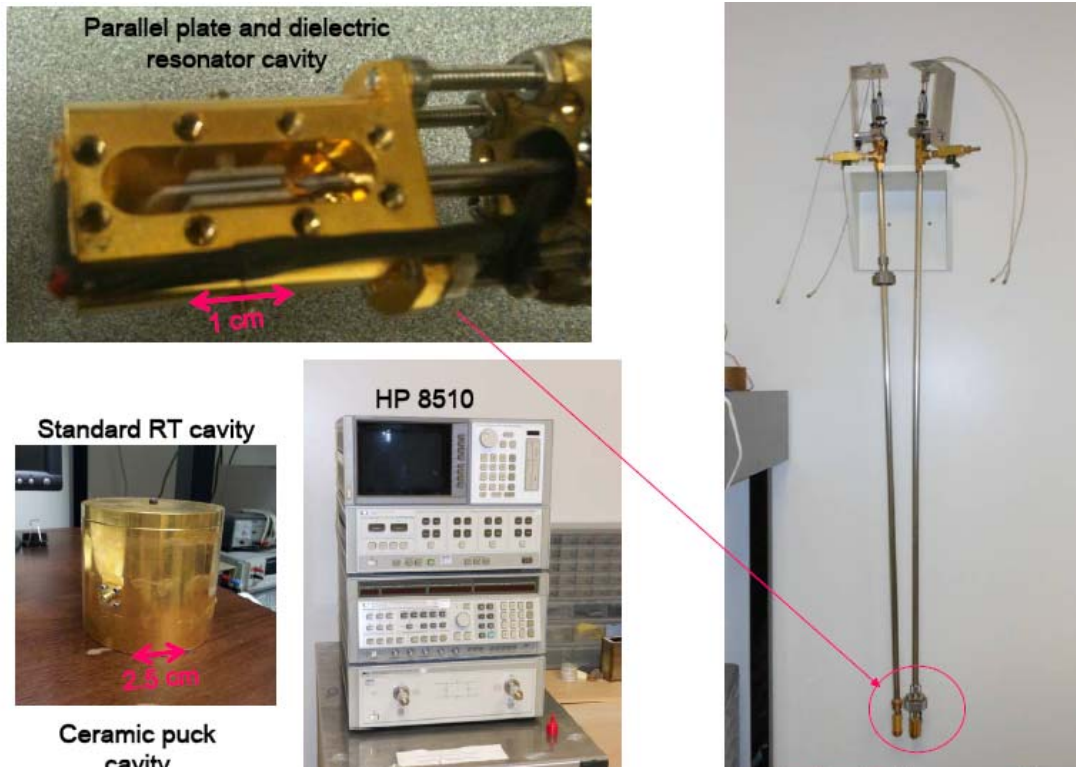 Parallel plate and dielectric
resonator cavity
1 cm
HP 8510
Standard RT cavity
2.5 cm
Ceramic puck
cavity